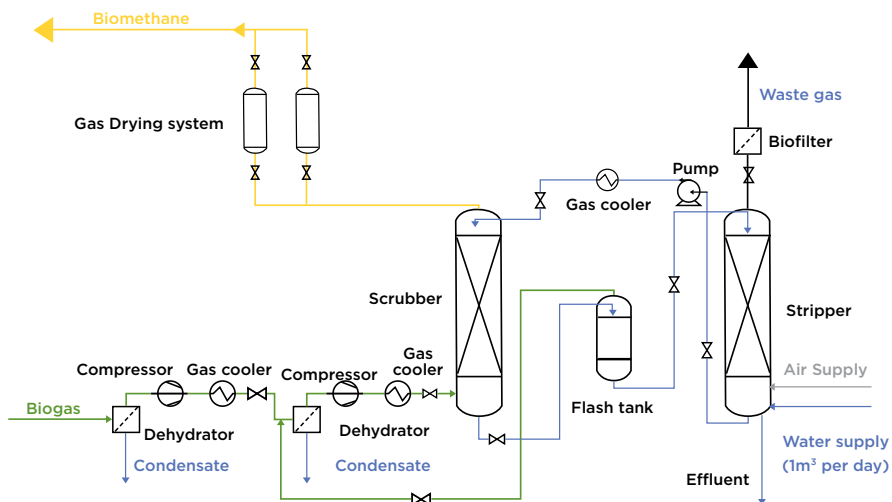 Biomethane
Gas Drying system
Waste gas
Biofilter
Pump
Gas cooler
Scrubber
Stripper
Gas
cooler
Compressor
Gas cooler
Compressor
Air Supply
Biogas
Flash tank
Dehydrator
Dehydrator
Condensate
Condensate
Water supply
(1m³ per day)
Effluent